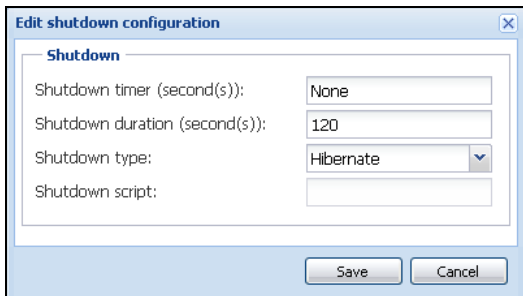 Edit shutdown configuration
Shutdown
Shutdown timer (second(s)): None
Shutdown duration (second(s)): 120
Shutdown type: Hibernate
Shutdown script:
Save Cancel